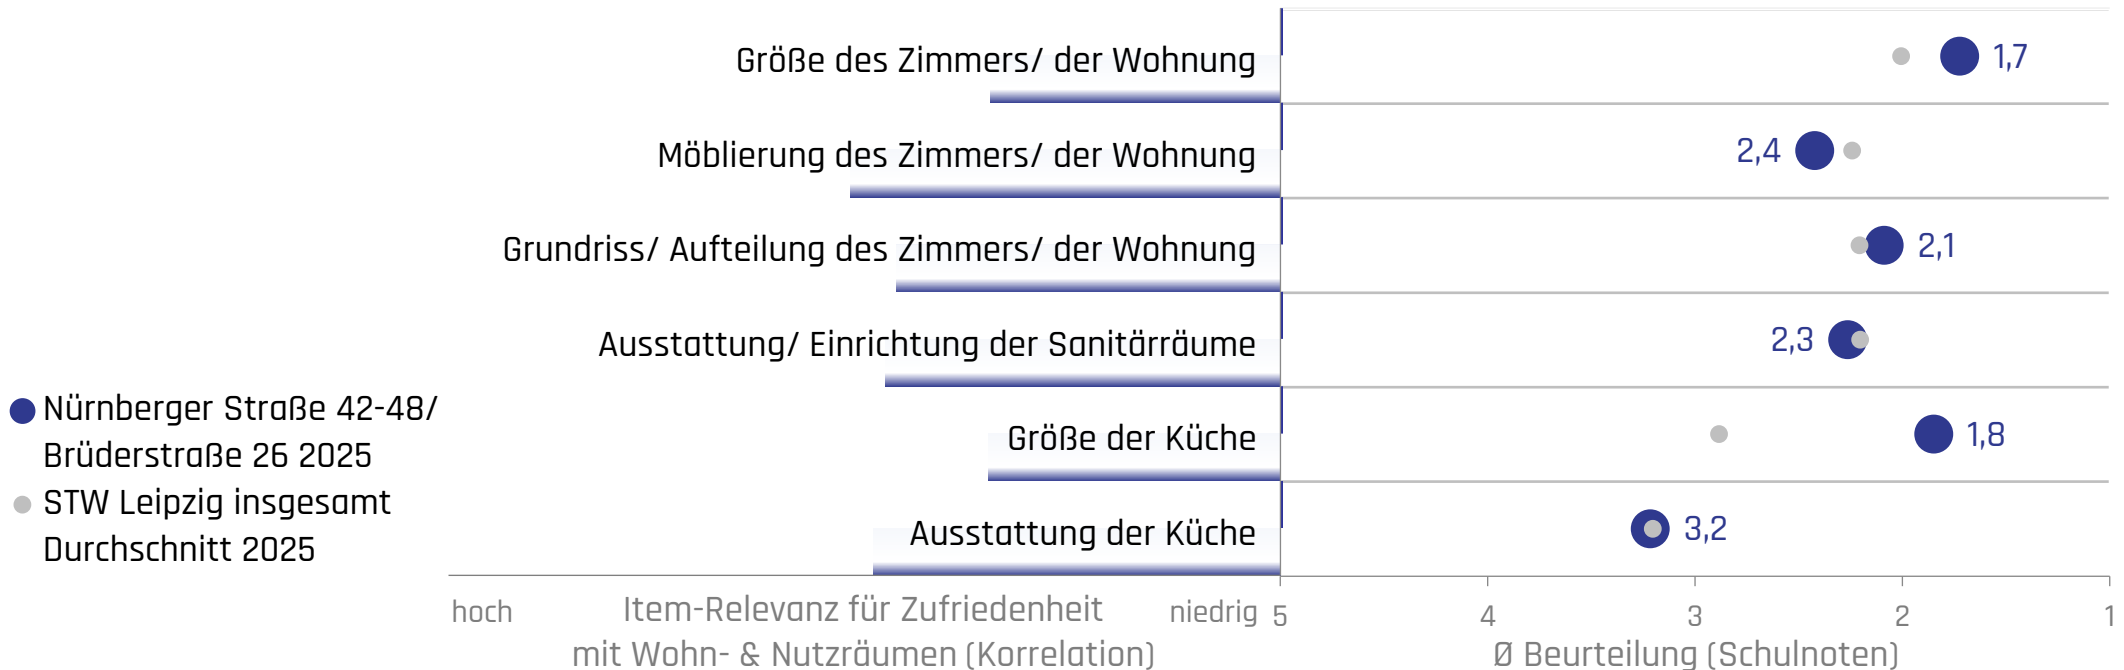 Größe des Zimmers/ der Wohnung
1,7
Möblierung des Zimmers/ der Wohnung
2,4
Grundriss/ Aufteilung des Zimmers/ der Wohnung
2,1
Ausstattung/ Einrichtung der Sanitärräume
2,3
Größe der Küche
1,8
Ausstattung der Küche
3,2
Nürnberger Straße 42-48/
Brüderstraße 26 2025
STW Leipzig insgesamt
Durchschnitt 2025
hoch
Item-Relevanz für Zufriedenheit
mit Wohn- & Nutzräumen (Korrelation)
niedrig
5 4 3 2 1
Ø Beurteilung (Schulnoten)